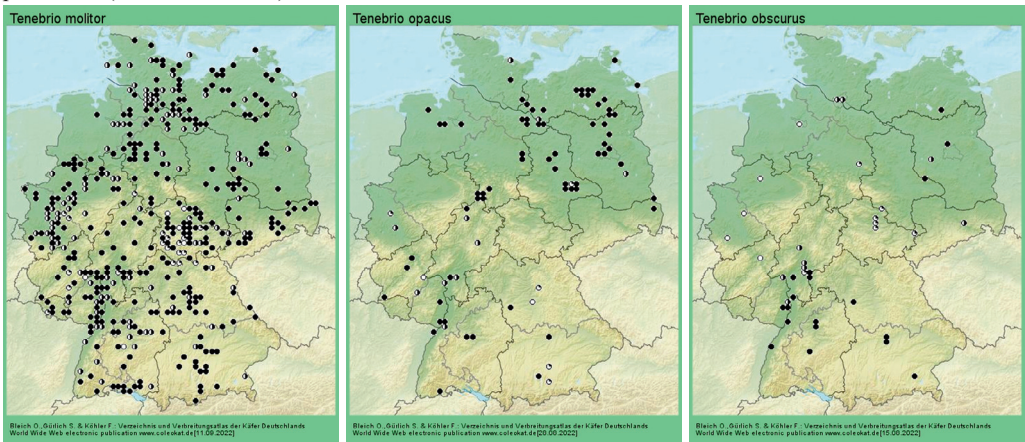 Tenebrio molitor
Tenebrio opacus
Tenebrio obscurus
Bleich O., Gürlich S. & Köhler F.: Verzeichnis und Verbreitungsatlas der Käfer Deutschlands
World Wide Web electronic publication www.coleokat.de [11.09.2022]
Bleich O., Gürlich S. & Köhler F.: Verzeichnis und Verbreitungsatlas der Käfer Deutschlands
World Wide Web electronic publication www.coleokat.de [28.08.2022]
Bleich O., Gürlich S. & Köhler F.: Verzeichnis und Verbreitungsatlas der Käfer Deutschlands
World Wide Web electronic publication www.coleokat.de [15.08.2022]